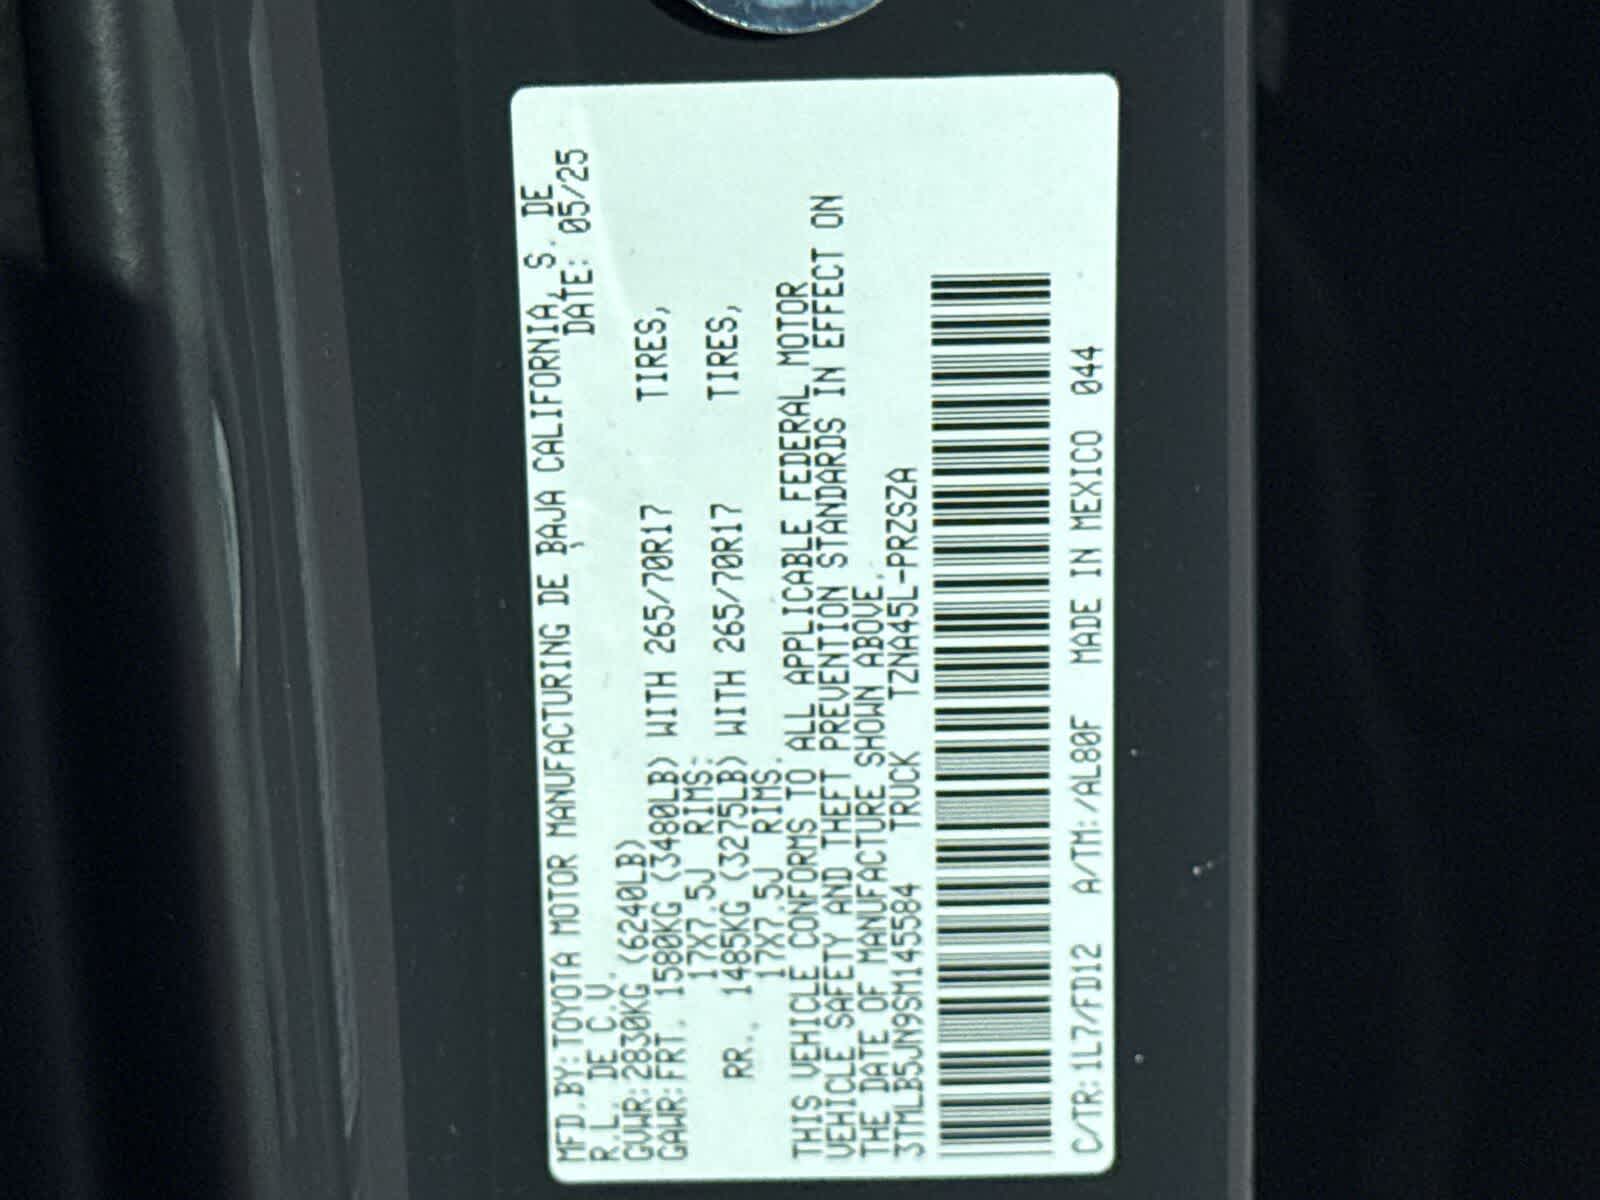 MFD.BY:TOYOTA MOTOR MANUFACTURING DE BAJA CALIFORNIA, S. DE
R.L. DE C.V. DATE: 05/25
GVWR:2830KG (6240LB)
GAWR:FRT. 1580KG (3480LB) WITH 265/70R17 TIRES,
17X7.5J RIMS.
RR. 1485KG (3275LB) WITH 265/70R17 TIRES,
17X7.5J RIMS.
THIS VEHICLE CONFORMS TO ALL APPLICABLE FEDERAL MOTOR
VEHICLE SAFETY AND THEFT PREVENTION STANDARDS IN EFFECT ON
THE DATE OF MANUFACTURE SHOWN ABOVE.
3TMLB5JN9SM145584 TRUCK TZNA45L-PRZSZA
C/TR:1L7/FD12 A/TM:/AL80F MADE IN MEXICO 044